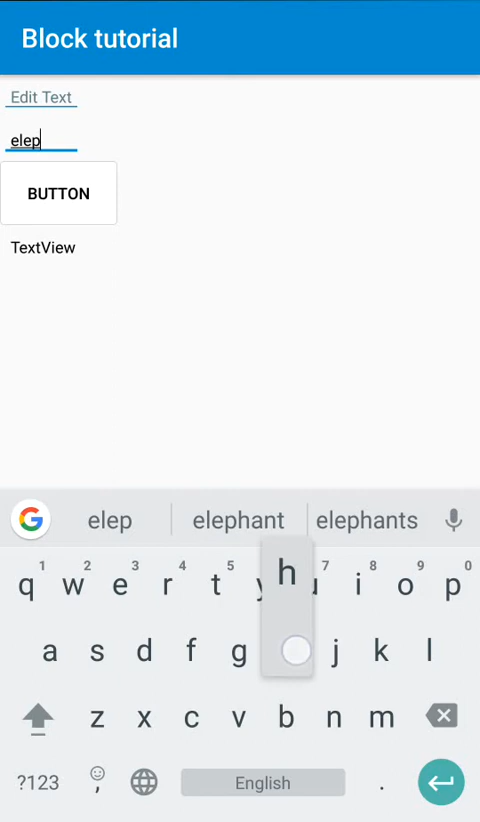 Block tutorial
Edit Text
elep
BUTTON
TextView
elep elephant elephants
1 2 3 4 5 7 8 9 0
q w e r t y u i o p
h
a s d f g j k l
z x c v b n m
?123 , English .